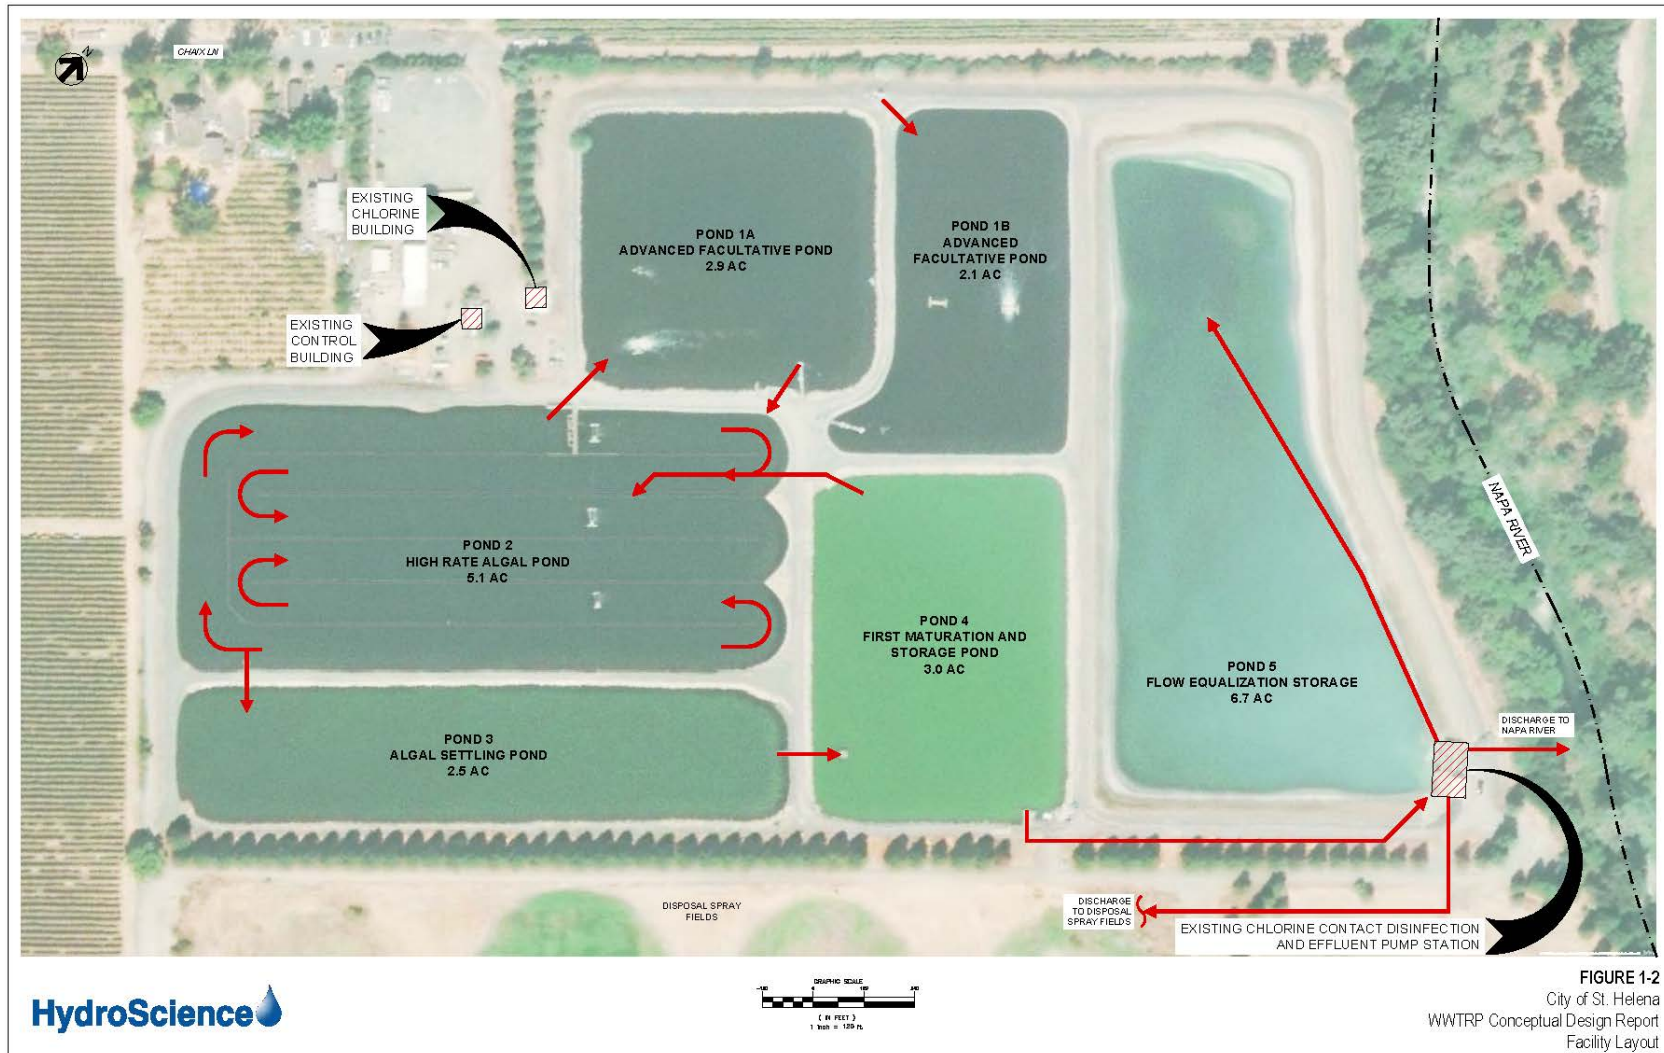 N
CHAIX LN
EXISTING
CHLORINE
BUILDING
EXISTING
CONTROL
BUILDING
POND 1A
ADVANCED FACULTATIVE POND
2.9 AC
POND 1B
ADVANCED
FACULTATIVE POND
2.1 AC
NAPA RIVER
POND 2
HIGH RATE ALGAL POND
5.1 AC
POND 4
FIRST MATURATION AND
STORAGE POND
3.0 AC
POND 5
FLOW EQUALIZATION STORAGE
6.7 AC
POND 3
ALGAL SETTLING POND
2.5 AC
DISCHARGE TO
NAPA RIVER
DISPOSAL SPRAY
FIELDS
DISCHARGE
TO DISPOSAL
SPRAY FIELDS
EXISTING CHLORINE CONTACT DISINFECTION
AND EFFLUENT PUMP STATION
HydroScience
GRAPHIC SCALE
( IN FEET )
FIGURE 1-2
City of St. Helena
WWTRP Conceptual Design Report
Facility Layout